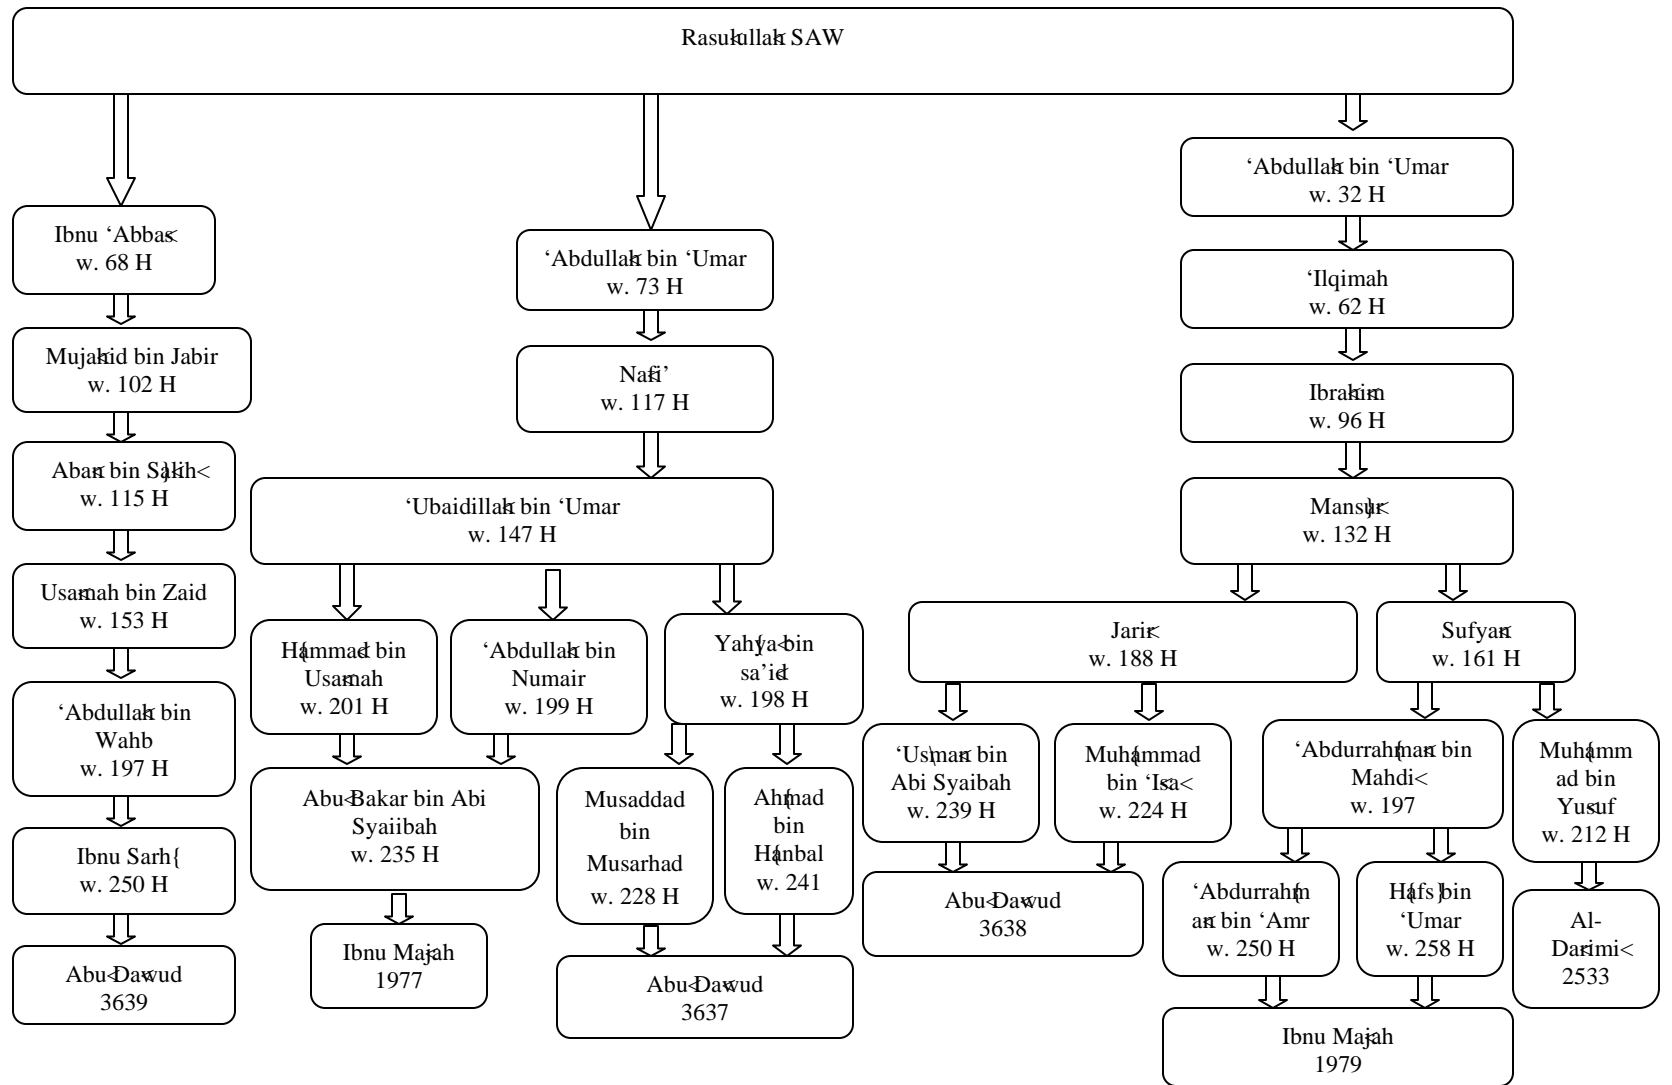 Rasulullah SAW
‘Abdullah bin ‘Umar
w. 32 H
Ibnu ‘Abbas
w. 68 H
‘Abdullah bin ‘Umar
w. 73 H
‘Ilqimah
w. 62 H
Mujahid bin Jabir
w. 102 H
Nafi’
w. 117 H
Ibrahim
w. 96 H
Aban bin Salih
w. 115 H
‘Ubaidillah bin ‘Umar
w. 147 H
Mansur
w. 132 H
Usamah bin Zaid
w. 153 H
Hammad bin
Usamah
w. 201 H
‘Abdullah bin
Numair
w. 199 H
Yahya bin
sa’id
w. 198 H
Jarir
w. 188 H
Sufyan
w. 161 H
‘Abdullah bin
Wahb
w. 197 H
Abu Bakar bin Abi
Syaiibah
w. 235 H
Musaddad
bin
Musarhad
w. 228 H
Ahmad
bin
Hanbal
w. 241
‘Usman bin
Abi Syaibah
w. 239 H
Muhammad
bin ‘Isa
w. 224 H
‘Abdurrahman bin
Mahdi
w. 197
Muhamm
ad bin
Yusuf
w. 212 H
Ibnu Sarh{
w. 250 H
Abu Dawud
3638
‘Abdurrahm
an bin ‘Amr
w. 250 H
Hafs bin
‘Umar
w. 258 H
Al-
Darimi
2533
Abu Dawud
3639
Ibnu Majah
1977
Abu Dawud
3637
Ibnu Majah
1979